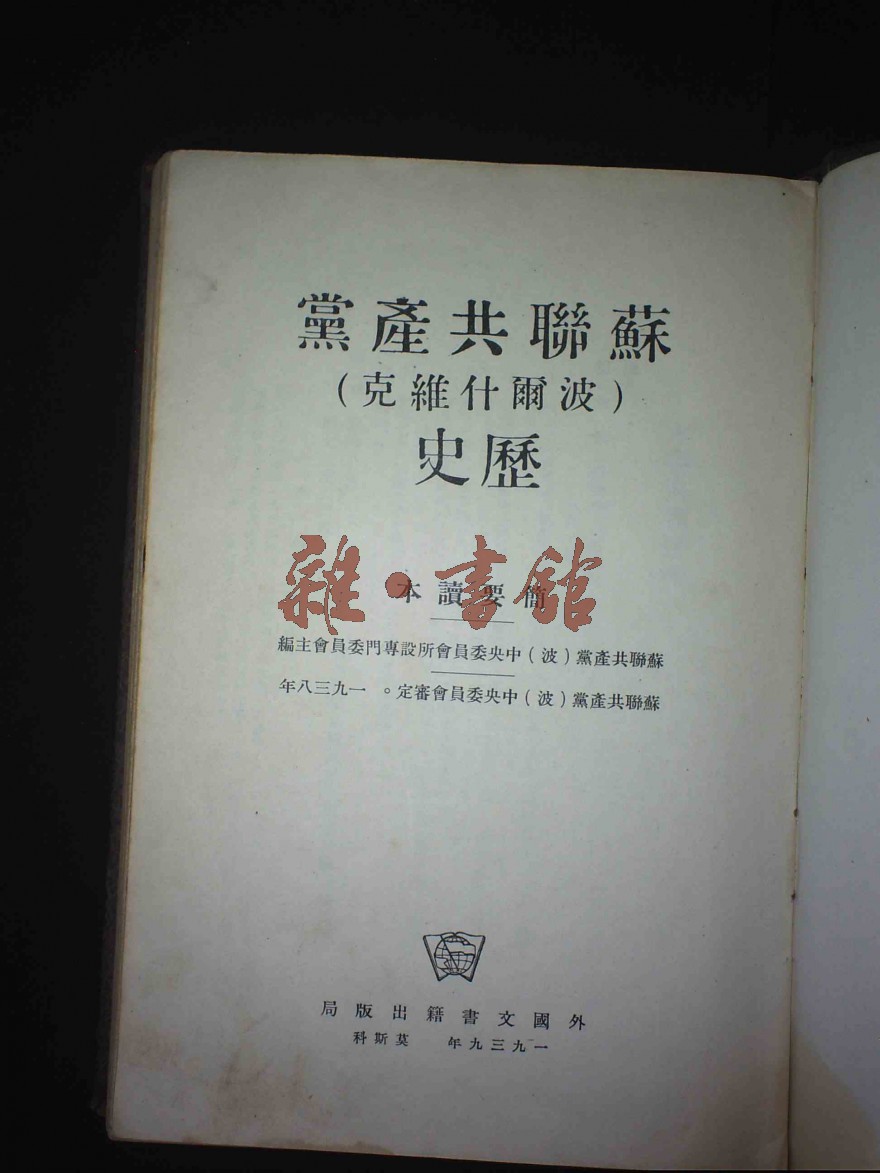 蘇聯共產黨
(波爾什維克)
歷史
簡要讀本
雜·書館
蘇聯共產黨(波)中央委員會所設專門委員會主編
蘇聯共產黨(波)中央委員會審定。一九三八年
外國文書籍出版局
一九三九年 莫斯科